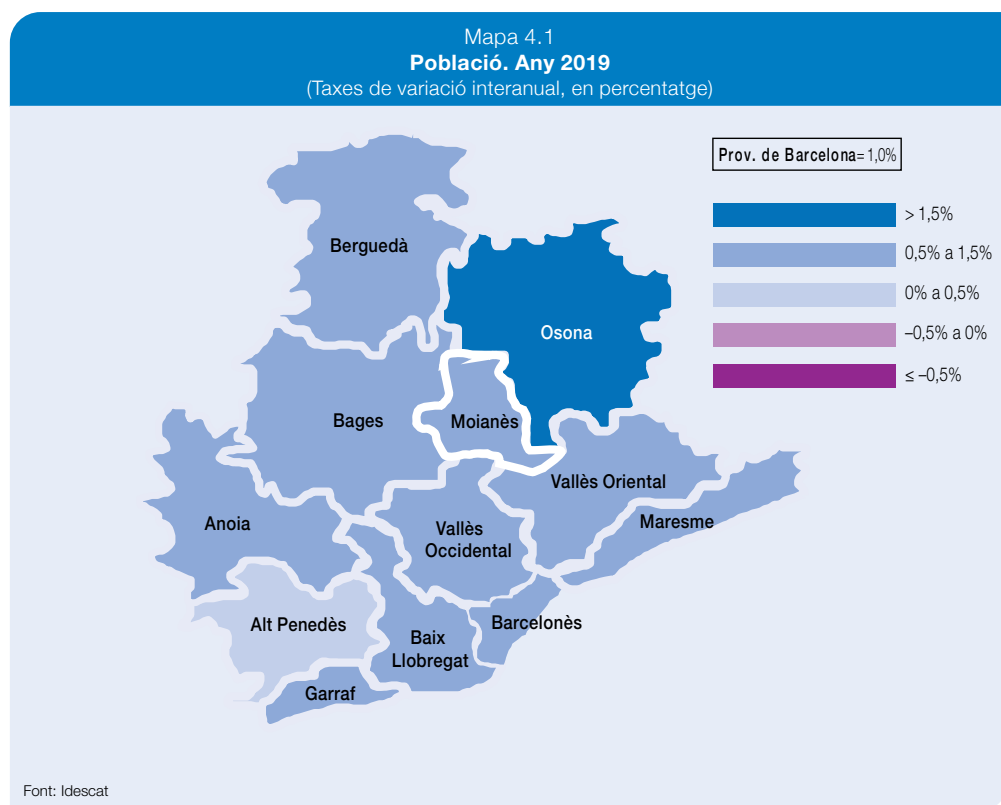 Mapa 4.1
Població. Any 2019
(Taxes de variació interanual, en percentatge)
Prov. de Barcelona= 1,0%
> 1,5%
0,5% a 1,5%
0% a 0,5%
–0,5% a 0%
≤ –0,5%
Berguedà
Osona
Bages
Moianès
Vallès Oriental
Maresme
Anoia
Vallès
Occidental
Alt Penedès
Barcelonès
Baix
Llobregat
Garraf
Font: Idescat